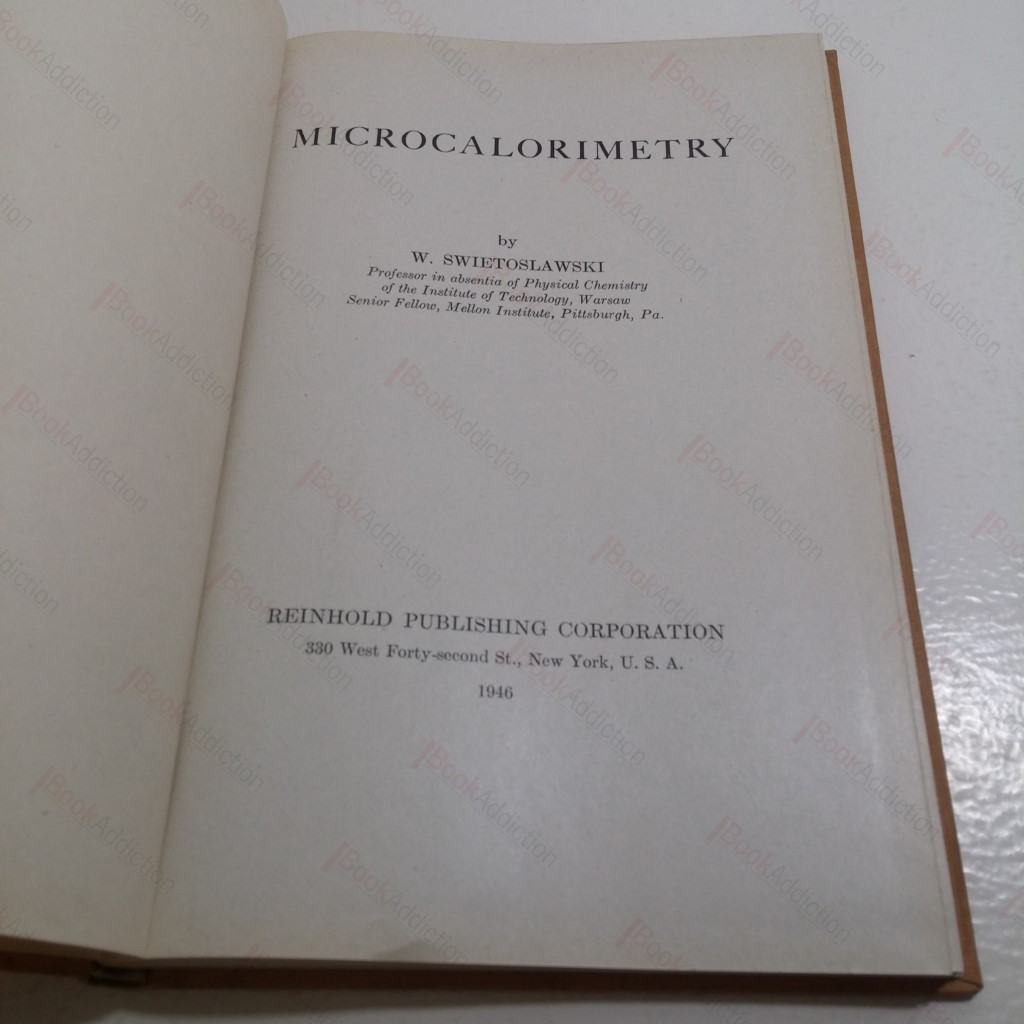 MICROCALORIMETRY
by
W. SWIETOSLAWSKI
Professor in absentia of Physical Chemistry
of the Institute of Technology, Warsaw
Senior Fellow, Mellon Institute, Pittsburgh, Pa.
REINHOLD PUBLISHING CORPORATION
330 West Forty-second St., New York, U. S. A.
1946
BookAddiction